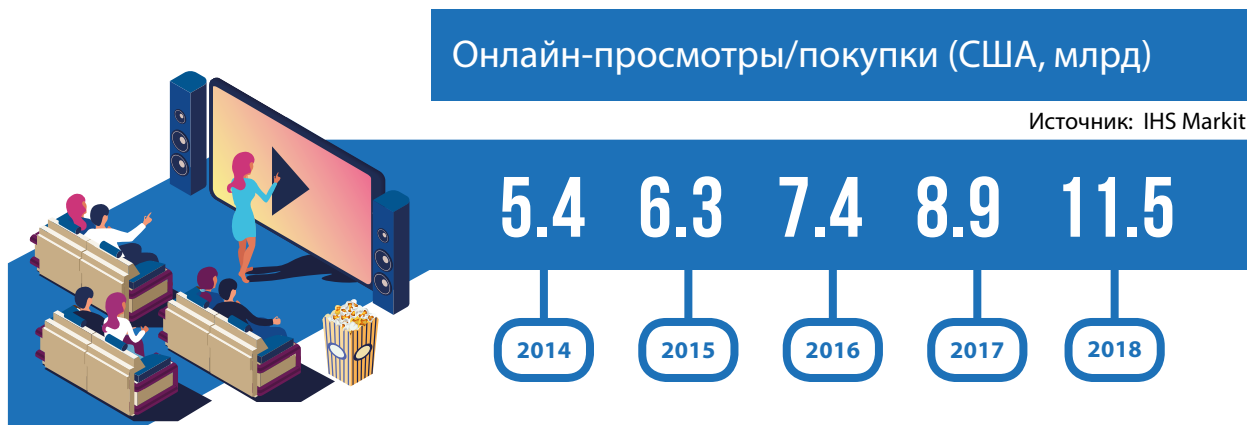 Онлайн-просмотры/покупки (США, млрд)
Источник: IHS Markit
5.4 6.3 7.4 8.9 11.5
2014 2015 2016 2017 2018